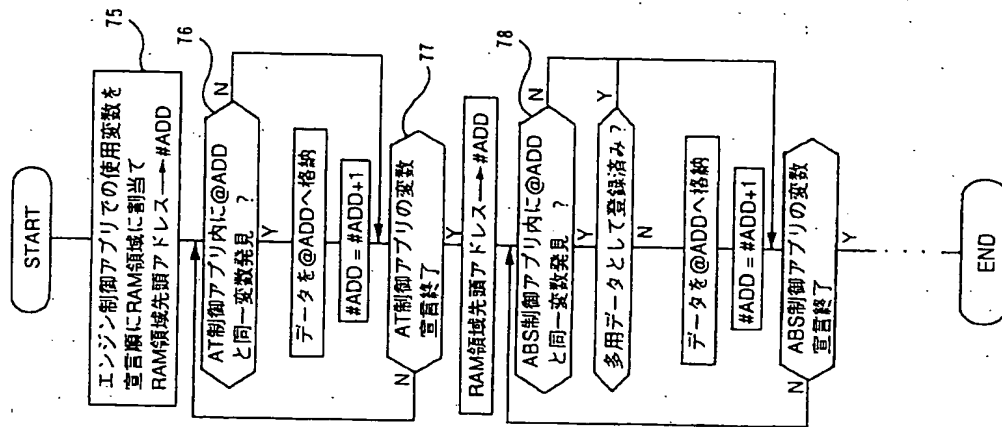 START
75
エンジン制御アプリでの使用変数を
宣言順にRAM領域に割当て
RAM領域先頭アドレス→#ADD
76
AT制御アプリ内に@ADD
と同一変数発見 ?
N
Y
データを@ADDへ格納
#ADD = #ADD+1
77
AT制御アプリの変数
宣言終了
N
Y
RAM領域先頭アドレス→#ADD
78
ABS制御アプリ内に@ADD
と同一変数発見 ?
N
Y
多用データとして登録済み?
Y
N
データを@ADDへ格納
#ADD = #ADD+1
ABS制御アプリの変数
宣言終了
N
Y
END